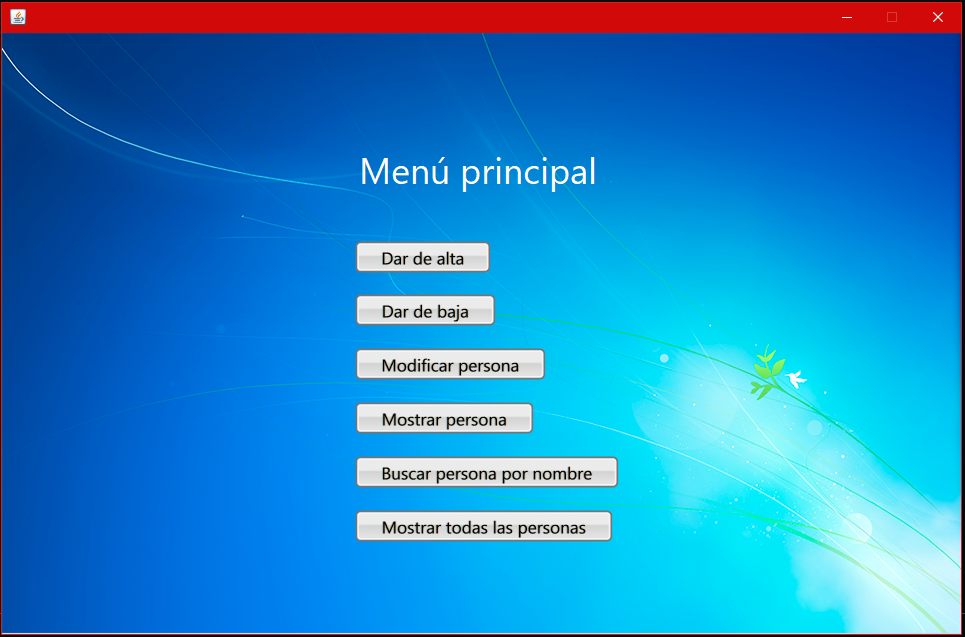 Menú principal
Dar de alta
Dar de baja
Modificar persona
Mostrar persona
Buscar persona por nombre
Mostrar todas las personas